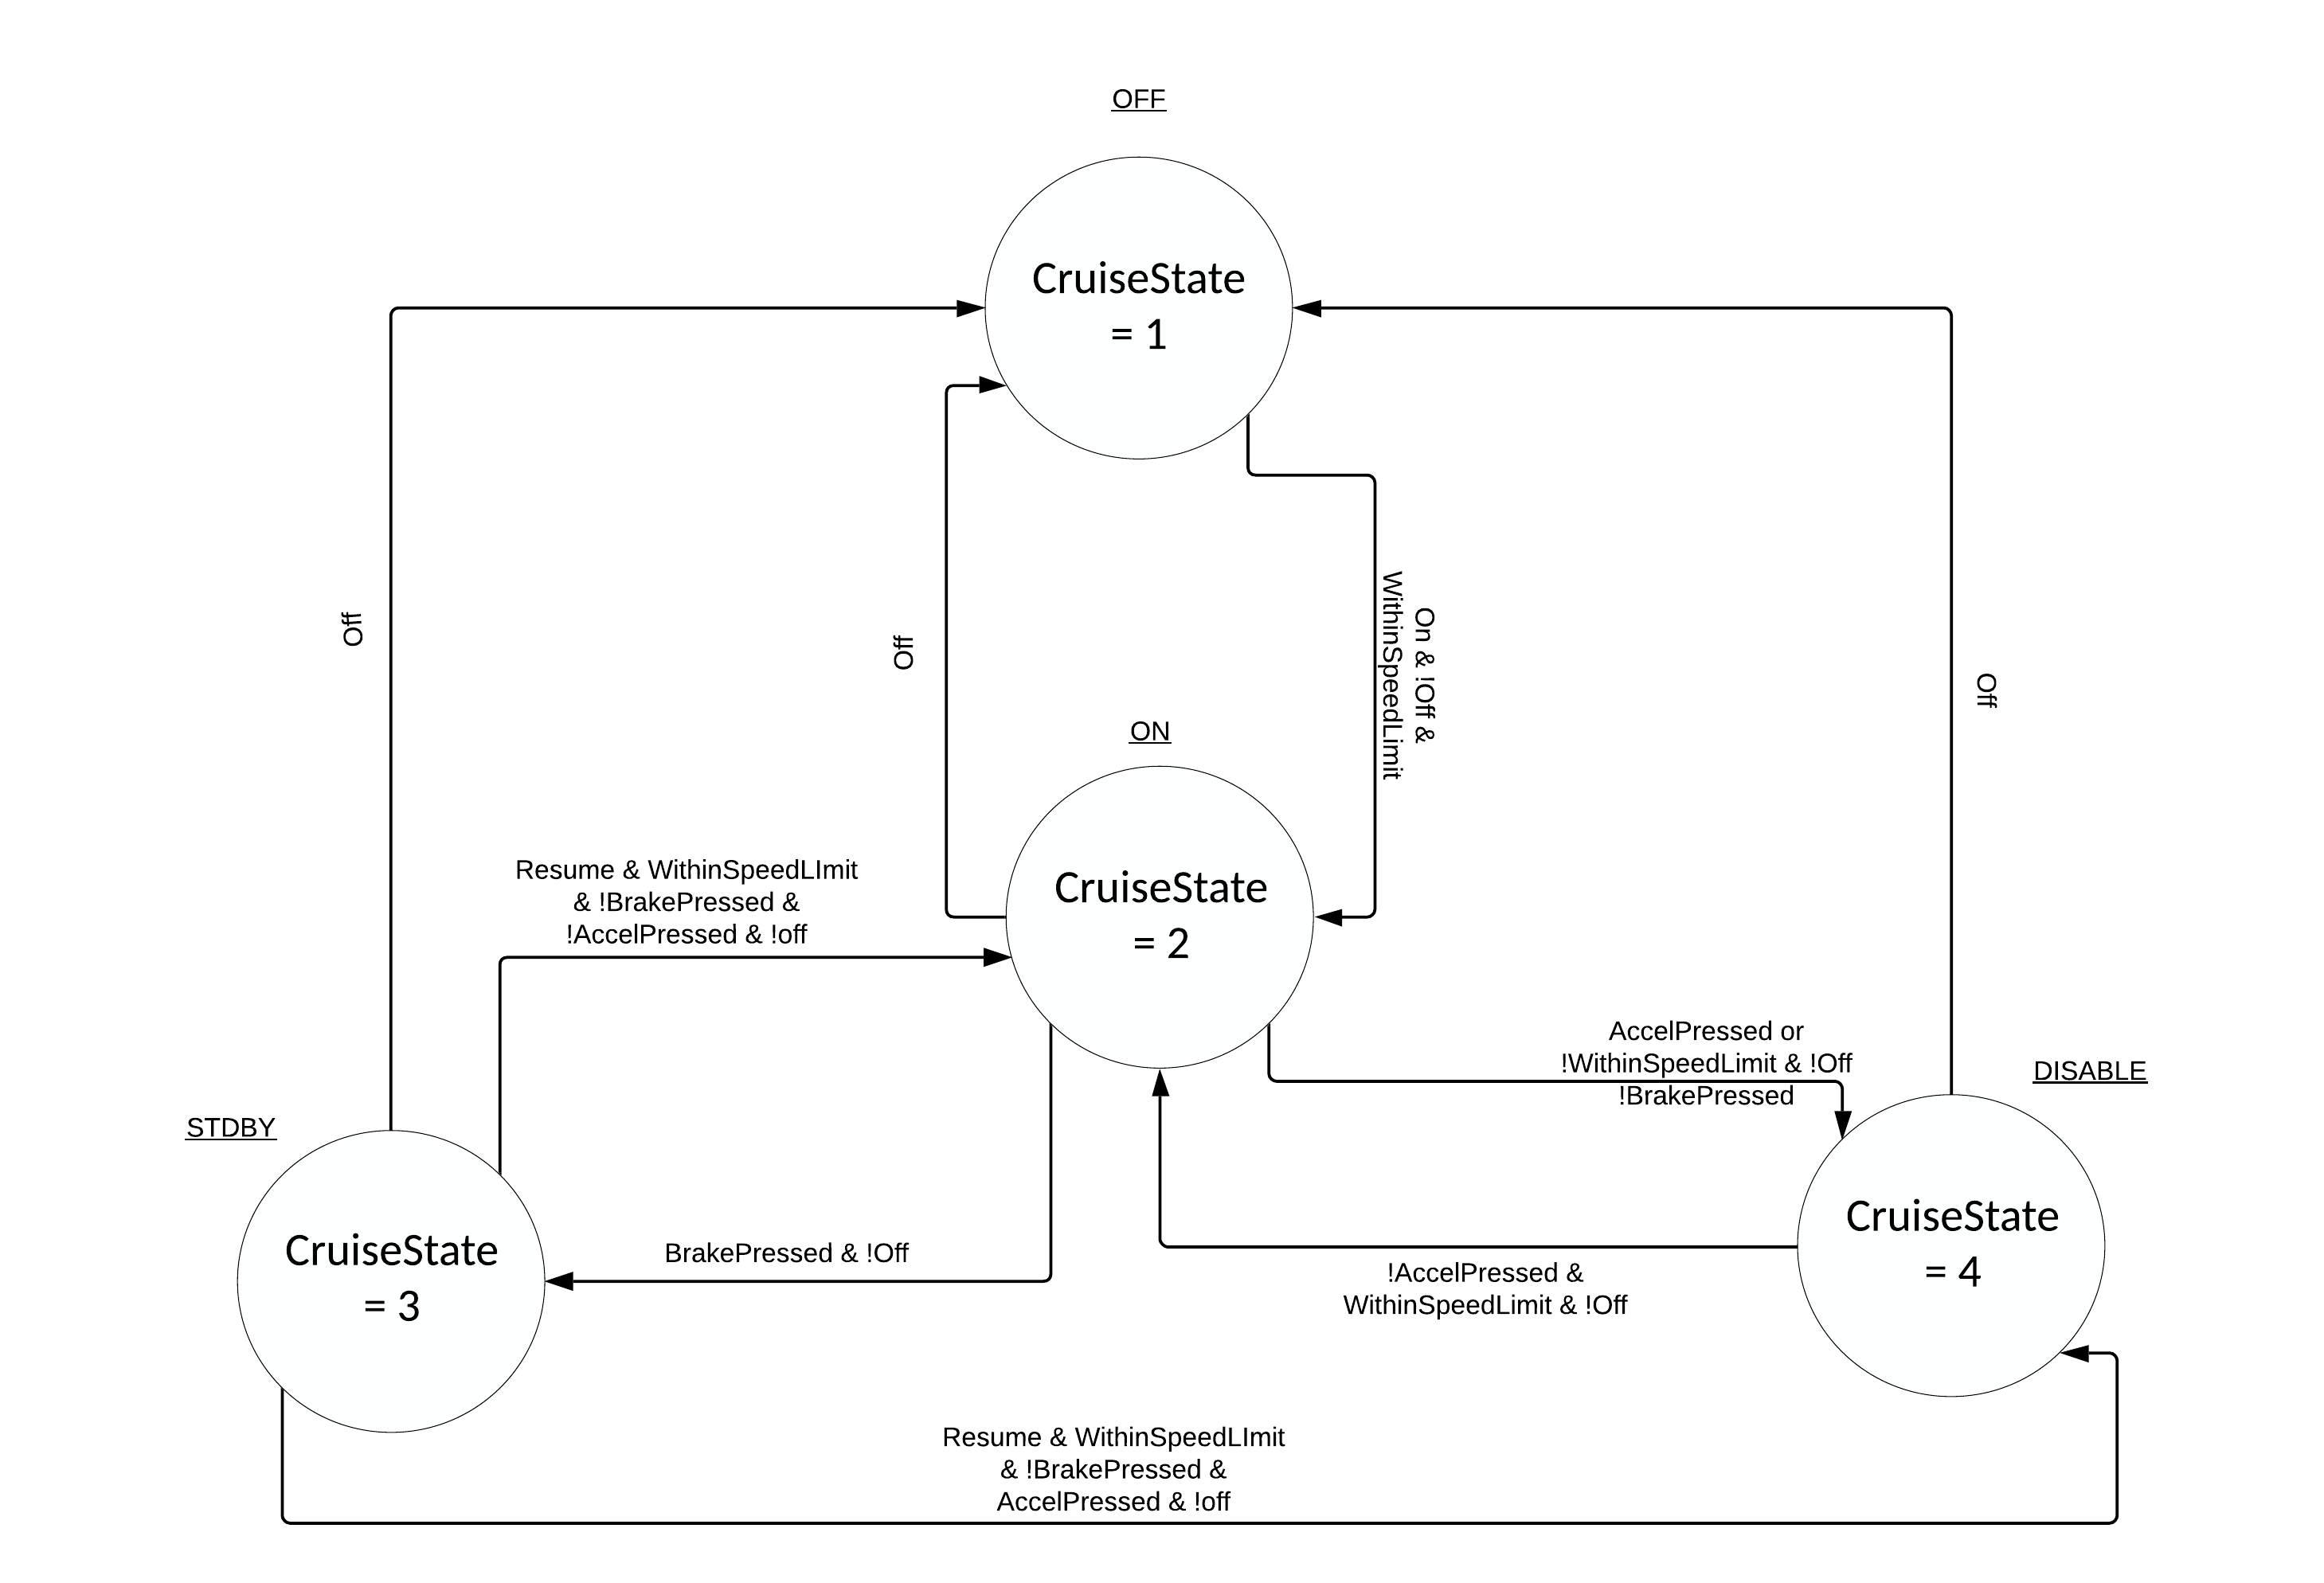 OFF
CruiseState
= 1
Off
Off
On & !Off &
WithinSpeedLimit
Off
ON
CruiseState
= 2
Resume & WithinSpeedLImit
& !BrakePressed &
!AccelPressed & !off
AccelPressed or
!WithinSpeedLimit & !Off
!BrakePressed
DISABLE
STDBY
CruiseState
= 3
BrakePressed & !Off
CruiseState
= 4
!AccelPressed &
WithinSpeedLimit & !Off
Resume & WithinSpeedLImit
& !BrakePressed &
AccelPressed & !off